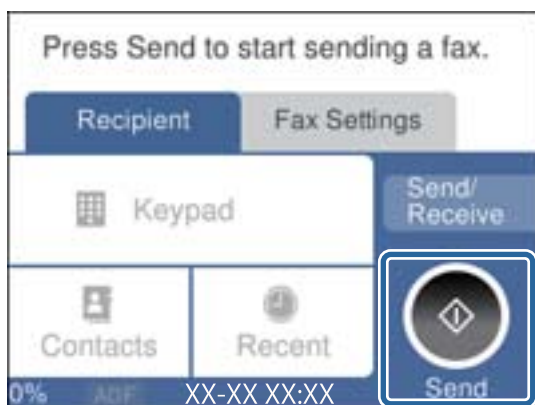 Press Send to start sending a fax.
Recipient
Fax Settings
Keypad
Send/
Receive
Contacts
Recent
0%
ADF
XX-XX XX:XX
Send